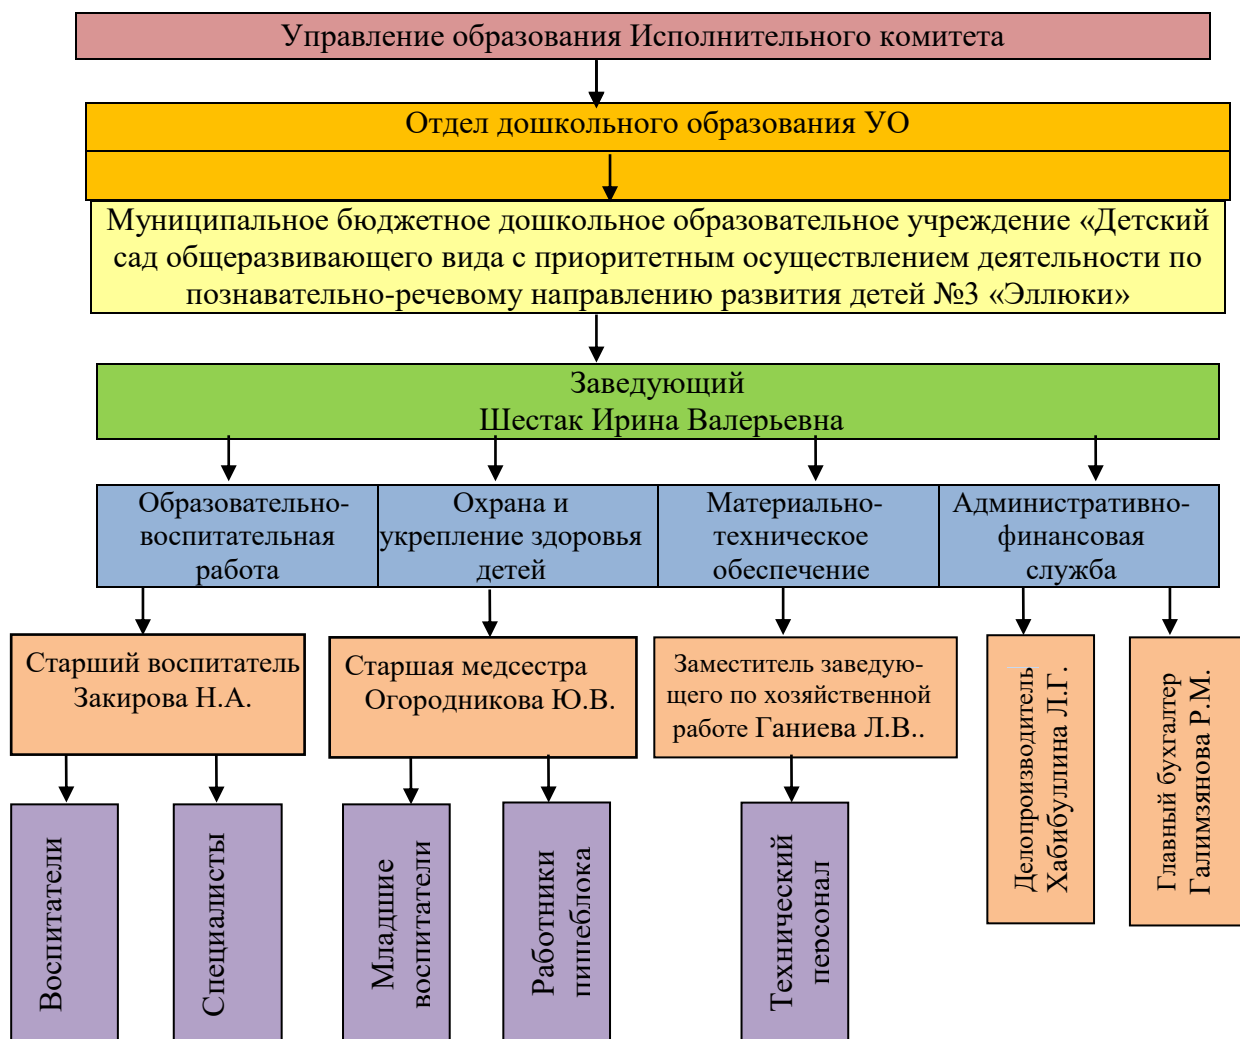 Управление образования Исполнительного комитета
Отдел дошкольного образования УО
Муниципальное бюджетное дошкольное образовательное учреждение «Детский
сад общеразвивающего вида с приоритетным осуществлением деятельности по
познавательно-речевому направлению развития детей №3 «Эллюки»
Заведующий
Шестак Ирина Валерьевна
Образовательно-
воспитательная
работа
Охрана и
укрепление здоровья
детей
Материально-
техническое
обеспечение
Административно-
финансовая
служба
Старший воспитатель
Закирова Н.А.
Старшая медсестра
Огородникова Ю.В.
Заместитель заведую-
щего по хозяйственной
работе Ганиева Л.В..
Делопроизводитель
Хабибуллина Л.Г.
Главный бухгалтер
Галимзянова Р.М.
Воспитатели
Специалисты
Младшие
воспитатели
Работники
пищеблока
Технический
персонал